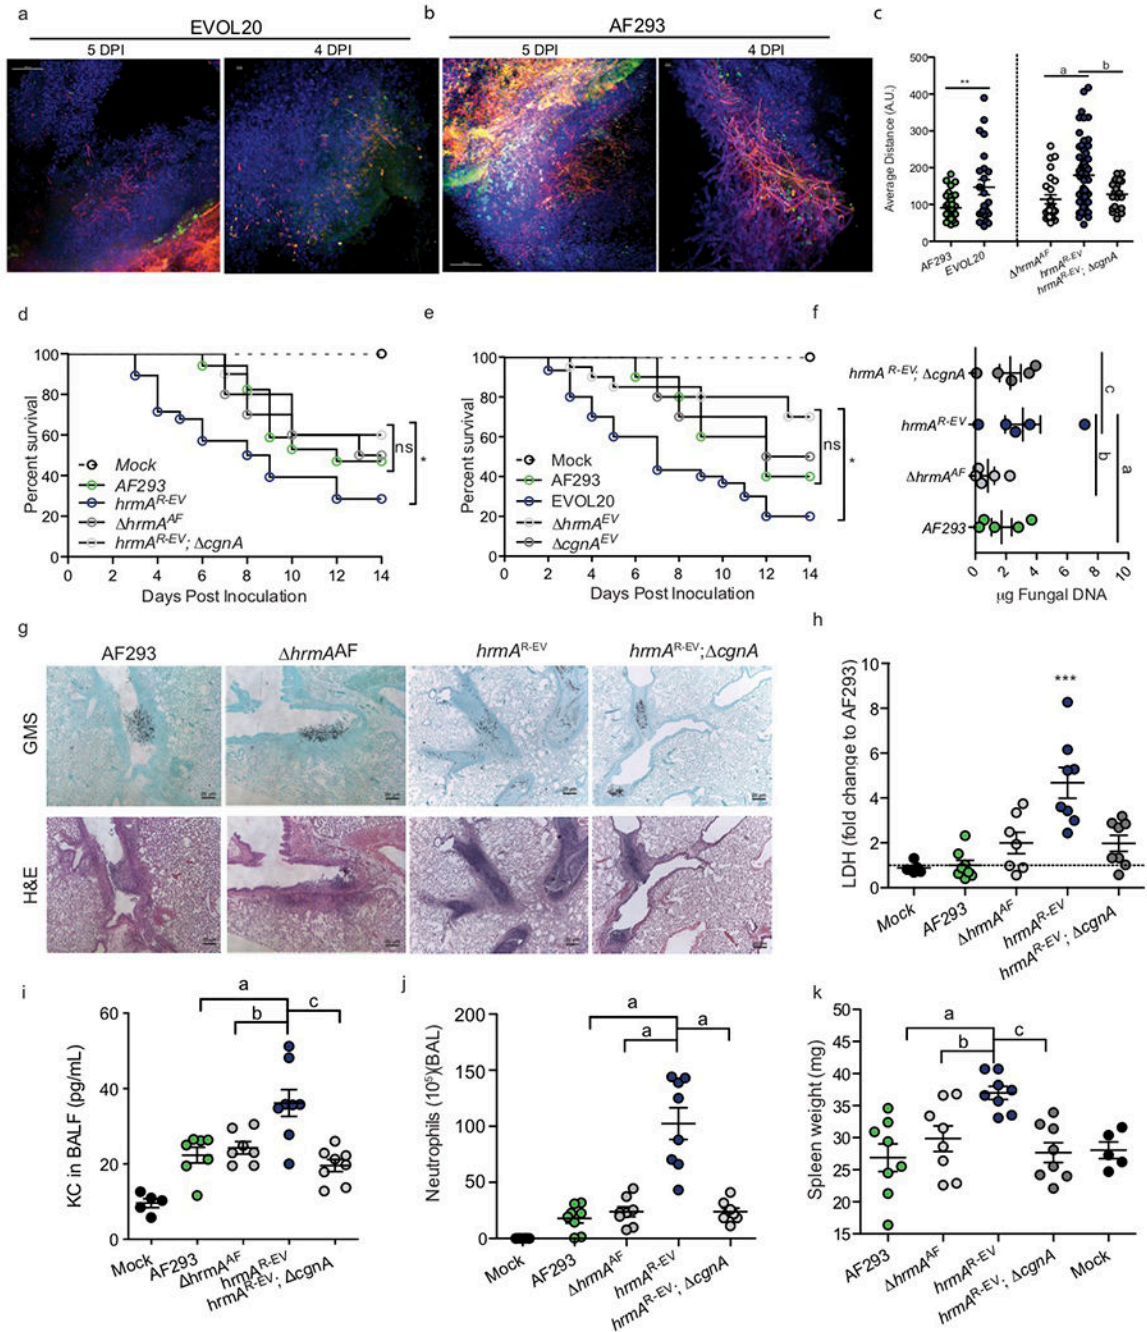 a
EVOL20
5 DPI
4 DPI
b
AF293
5 DPI
4 DPI
c
Average Distance (A.U.)
500
400
300
200
100
0
**
a
b
AF293
EVOL20
ΔhrmA^AF
hrmA^R-EV
hrmA^R-EV; ΔcgnA
d
Percent survival
100
80
60
40
20
0
0 2 4 6 8 10 12 14
Days Post Inoculation
Mock
AF293
hrmA^R-EV
ΔhrmA^AF
hrmA^R-EV; ΔcgnA
ns
*
e
Percent survival
100
80
60
40
20
0
0 2 4 6 8 10 12 14
Days Post Inoculation
Mock
AF293
EVOL20
ΔhrmA^EV
ΔcgnA^EV
ns
*
f
hrmA^R-EV; ΔcgnA
hrmA^R-EV
ΔhrmA^AF
AF293
c
b
a
0 2 4 6 8 10
μg Fungal DNA
g
AF293
ΔhrmA^AF
hrmA^R-EV
hrmA^R-EV;ΔcgnA
GMS
H&E
h
LDH (fold change to AF293)
10
8
6
4
2
0
***
Mock
AF293
ΔhrmA^AF
hrmA^R-EV
hrmA^R-EV; ΔcgnA
i
KC in BALF (pg/mL)
60
40
20
0
a
b
c
Mock
AF293
ΔhrmA^AF
hrmA^R-EV
hrmA^R-EV; ΔcgnA
j
Neutrophils (10⁵)(BAL)
200
150
100
50
0
a
a
a
Mock
AF293
ΔhrmA^AF
hrmA^R-EV
hrmA^R-EV; ΔcgnA
k
Spleen weight (mg)
50
45
40
35
30
25
20
15
a
b
c
AF293
ΔhrmA^AF
hrmA^R-EV
hrmA^R-EV; ΔcgnA
Mock